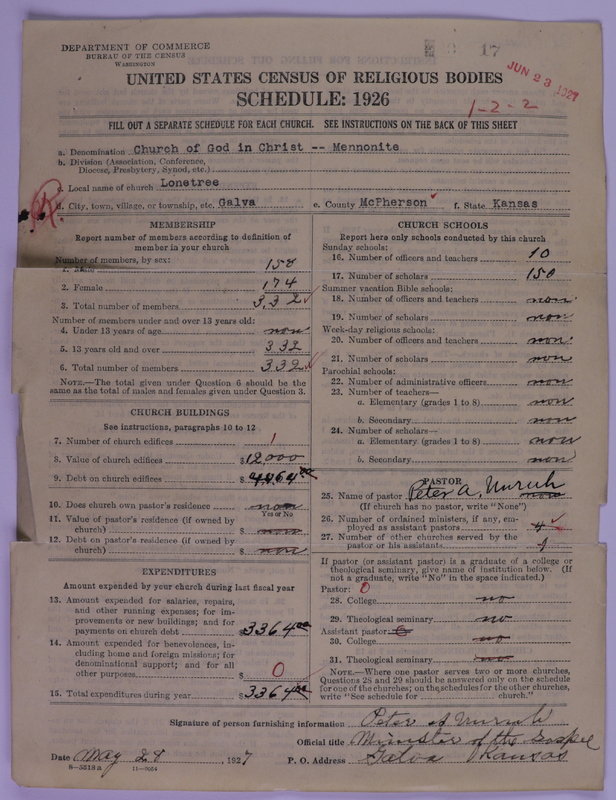 DEPARTMENT OF COMMERCE
BUREAU OF THE CENSUS
WASHINGTON
17
JUN 23 1927
UNITED STATES CENSUS OF RELIGIOUS BODIES
SCHEDULE: 1926
1-2-2
FILL OUT A SEPARATE SCHEDULE FOR EACH CHURCH. SEE INSTRUCTIONS ON THE BACK OF THIS SHEET
a. Denomination Church of God in Christ -- Mennonite
b. Division (Association, Conference,
Diocese, Presbytery, Synod, etc.)
c. Local name of church Lonetree
R
d. City, town, village, or township, etc. Galva e. County McPherson f. State Kansas
MEMBERSHIP
Report number of members according to definition of
member in your church
Number of members, by sex:
1. Male 158
2. Female 174
3. Total number of members 332
Number of members under and over 13 years old:
4. Under 13 years of age non
5. 13 years old and over 332
6. Total number of members 332
NOTE.—The total given under Question 6 should be the
same as the total of males and females given under Question 3.
CHURCH BUILDINGS
See instructions, paragraphs 10 to 12
7. Number of church edifices 1
8. Value of church edifices $12,000
9. Debt on church edifices $
10. Does church own pastor's residence non
Yes or No
11. Value of pastor's residence (if owned by
church) $ non
12. Debt on pastor's residence (if owned by
church) $ non
EXPENDITURES
Amount expended by your church during last fiscal year
13. Amount expended for salaries, repairs,
and other running expenses; for im-
provements or new buildings; and for
payments on church debt $3364.00
14. Amount expended for benevolences, in-
cluding home and foreign missions; for
denominational support; and for all
other purposes $ 0
15. Total expenditures during year $3364.00
CHURCH SCHOOLS
Report here only schools conducted by this church
Sunday schools:
16. Number of officers and teachers 10
17. Number of scholars 150
Summer vacation Bible schools:
18. Number of officers and teachers non
19. Number of scholars non
Week-day religious schools:
20. Number of officers and teachers non
21. Number of scholars non
Parochial schools:
22. Number of administrative officers non
23. Number of teachers—
a. Elementary (grades 1 to 8) non
b. Secondary non
24. Number of scholars—
a. Elementary (grades 1 to 8) non
b. Secondary non
PASTOR
25. Name of pastor Peter A. Unruh non
(If church has no pastor, write "None")
26. Number of ordained ministers, if any, em-
ployed as assistant pastors 4
27. Number of other churches served by the
pastor or his assistants
If pastor (or assistant pastor) is a graduate of a college or
theological seminary, give name of institution below. (If
not a graduate, write "No" in the space indicated.)
Pastor: 0
28. College no
29. Theological seminary no
Assistant pastor:
30. College no
31. Theological seminary no
NOTE.—Where one pastor serves two or more churches,
Questions 28 and 29 should be answered only on the schedule
for one of the churches; on the schedules for the other churches,
write "See schedule for church."
Signature of person furnishing information Peter A Unruh
Official title Minister of the Gospel
Date May 28, 1927 P. O. Address Galva Kansas
8-5218a 11-9054